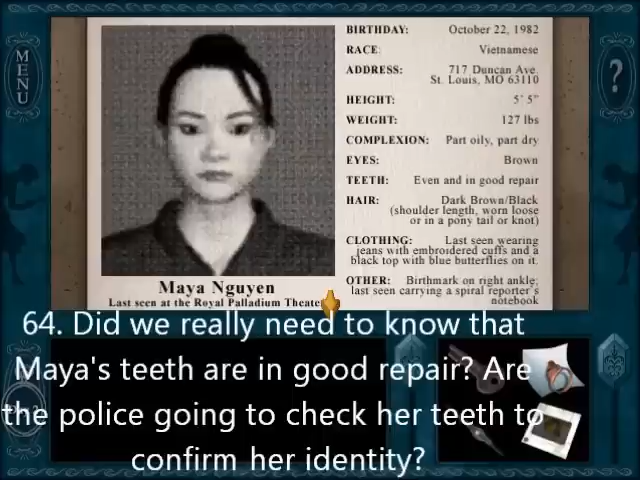 MENU
?
BIRTHDAY: October 22, 1982
RACE: Vietnamese
ADDRESS: 717 Duncan Ave.
St. Louis, MO 63110
HEIGHT: 5' 5"
WEIGHT: 127 lbs
COMPLEXION: Part oily, part dry
EYES: Brown
TEETH: Even and in good repair
HAIR: Dark Brown/Black
(shoulder length, worn loose
or in a pony tail or knot)
CLOTHING: Last seen wearing
jeans with embroidered cuffs and a
black top with blue butterflies on it.
OTHER: Birthmark on right ankle;
last seen carrying a spiral reporter's
notebook
Maya Nguyen
Last seen at the Royal Palladium Theater
64. Did we really need to know that
Maya's teeth are in good repair? Are
the police going to check her teeth to
confirm her identity?